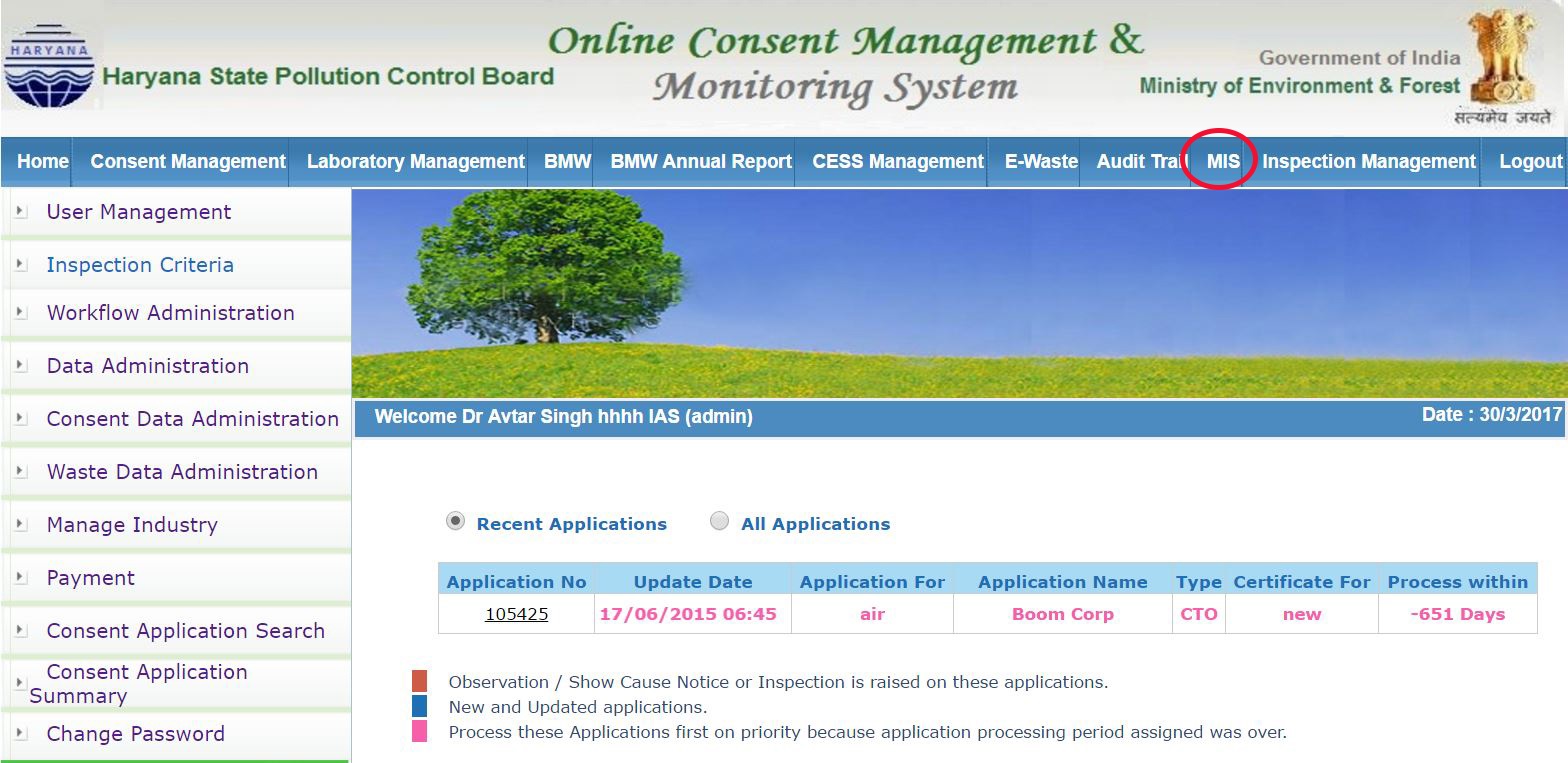 HARYANA
Haryana State Pollution Control Board
Online Consent Management &
Monitoring System
Government of India
Ministry of Environment & Forest
सत्यमेव जयते
Home Consent Management Laboratory Management BMW BMW Annual Report CESS Management E-Waste Audit Trail MIS Inspection Management Logout
User Management
Inspection Criteria
Workflow Administration
Data Administration
Consent Data Administration
Waste Data Administration
Manage Industry
Payment
Consent Application Search
Consent Application
Summary
Change Password
Welcome Dr Avtar Singh hhhh IAS (admin) Date : 30/3/2017
Recent Applications All Applications
Application No Update Date Application For Application Name Type Certificate For Process within
105425 17/06/2015 06:45 air Boom Corp CTO new -651 Days
Observation / Show Cause Notice or Inspection is raised on these applications.
New and Updated applications.
Process these Applications first on priority because application processing period assigned was over.